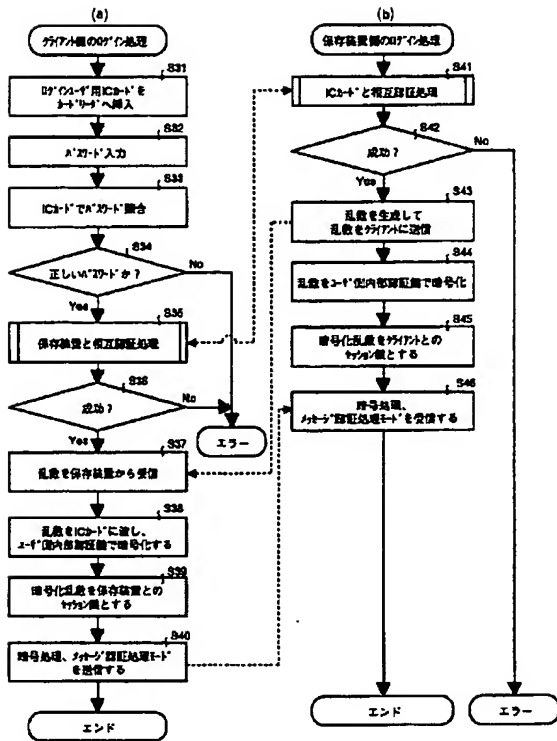 (a)
クライアント側のログイン処理
S31
ログインユーザ用ICカードを
カードリーダへ挿入
S32
パスワード入力
S33
ICカードでパスワード照合
S34
正しいパスワードか?
No
Yes
S35
保存装置と相互認証処理
S36
成功?
No
Yes
エラー
S37
乱数を保存装置から受信
S38
乱数をICカードに渡し、
ユーザ側内部認証鍵で暗号化する
S39
暗号化乱数を保存装置との
セッション鍵とする
S40
暗号処理、メッセージ認証処理モード
を送信する
エンド
(b)
保存装置側のログイン処理
S41
ICカードと相互認証処理
S42
成功?
No
Yes
S43
乱数を生成して
乱数をクライアントに送信
S44
乱数をユーザ側内部認証鍵で暗号化
S45
暗号化乱数をクライアントとの
セッション鍵とする
S46
暗号処理、
メッセージ認証処理モードを受信する
エンド
エラー